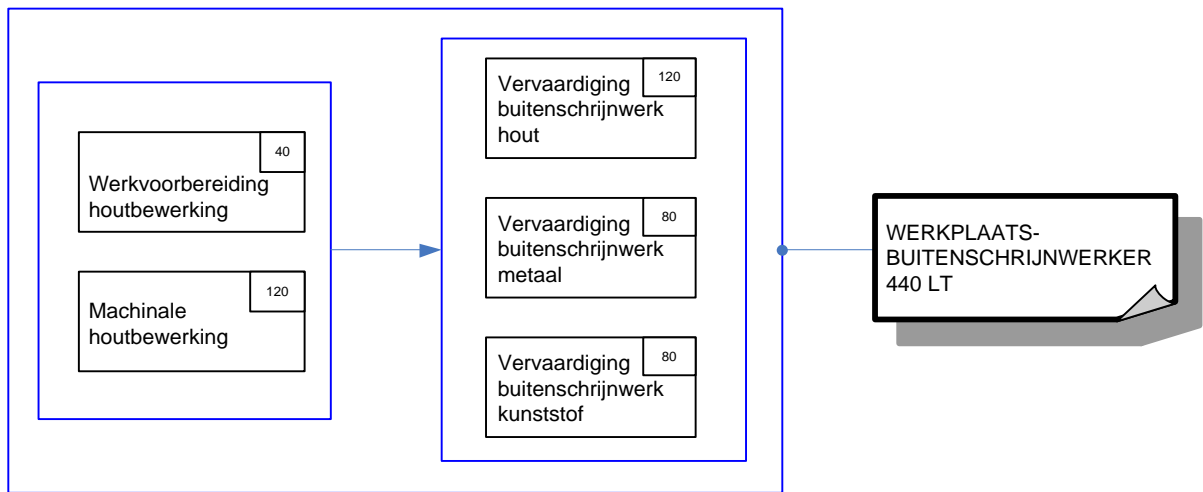 40
Werkvoorbereiding
houtbewerking
120
Machinale
houtbewerking
120
Vervaardiging
buitenschrijnwerk
hout
80
Vervaardiging
buitenschrijnwerk
metaal
80
Vervaardiging
buitenschrijnwerk
kunststof
WERKPLAATS-
BUITENSCHRIJNWERKER
440 LT